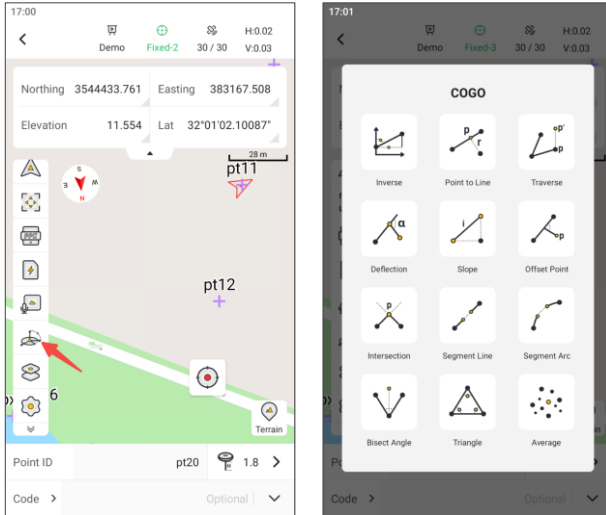 17:00
Demo
Fixed-2
30 / 30
H:0.02
V:0.03
Northing 3544433.761 Easting 383167.508
Elevation 11.554 Lat 32°01'02.10087"
28 m
S
E W
N
pt11
pt12
6
Terrain
Point ID pt20 1.8
Code Optional
17:01
Demo
Fixed-3
30 / 30
H:0.02
V:0.03
COGO
Inverse
Point to Line
Traverse
Deflection
Slope
Offset Point
Intersection
Segment Line
Segment Arc
Bisect Angle
Triangle
Average
Code Optional